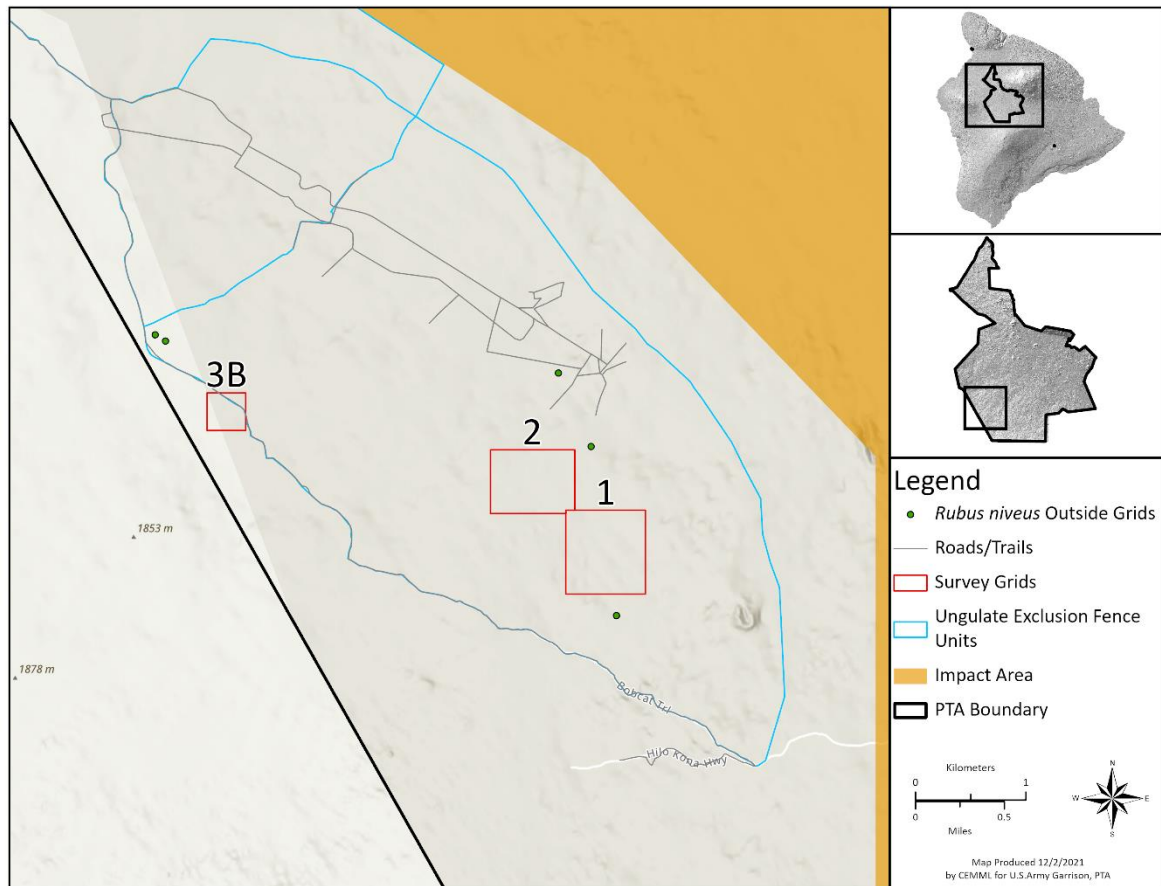 3B
2
1
1853 m
1878 m
Bobcat Trl
Hilo Kona Hwy
Legend
Rubus niveus Outside Grids
Roads/Trails
Survey Grids
Ungulate Exclusion Fence
Units
Impact Area
PTA Boundary
Kilometers
0 1
0 0.5
Miles
N
W E
S
Map Produced 12/2/2021
by CEMML for U.S.Army Garrison, PTA